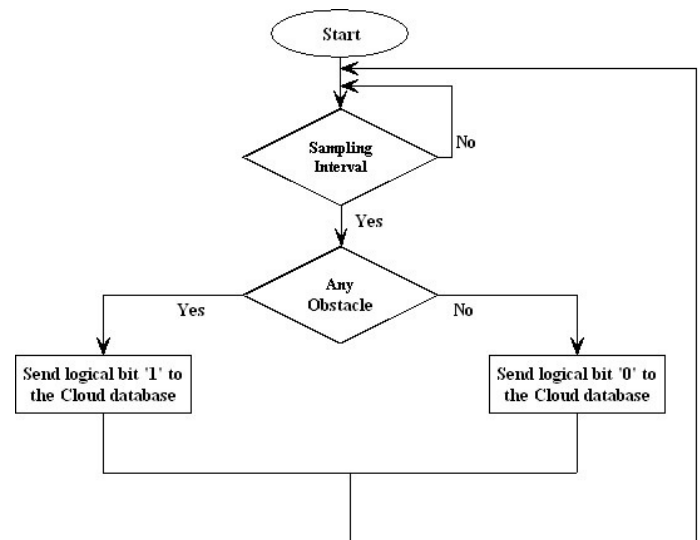 Start
Sampling
Interval
No
Yes
Any
Obstacle
Yes
No
Send logical bit '1' to
the Cloud database
Send logical bit '0' to
the Cloud database